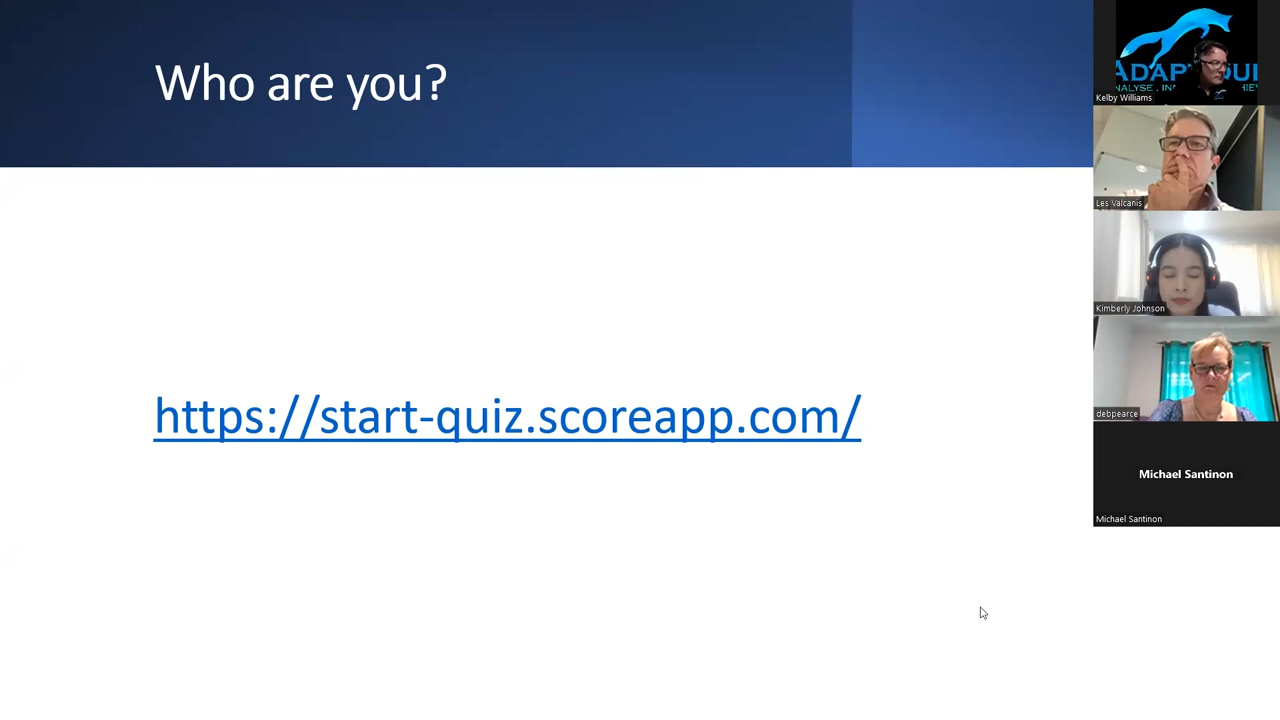 Who are you?
https://start-quiz.scoreapp.com/
Kelby Williams
Les Valcanis
Kimberly Johnson
debpearce
Michael Santinon
Michael Santinon